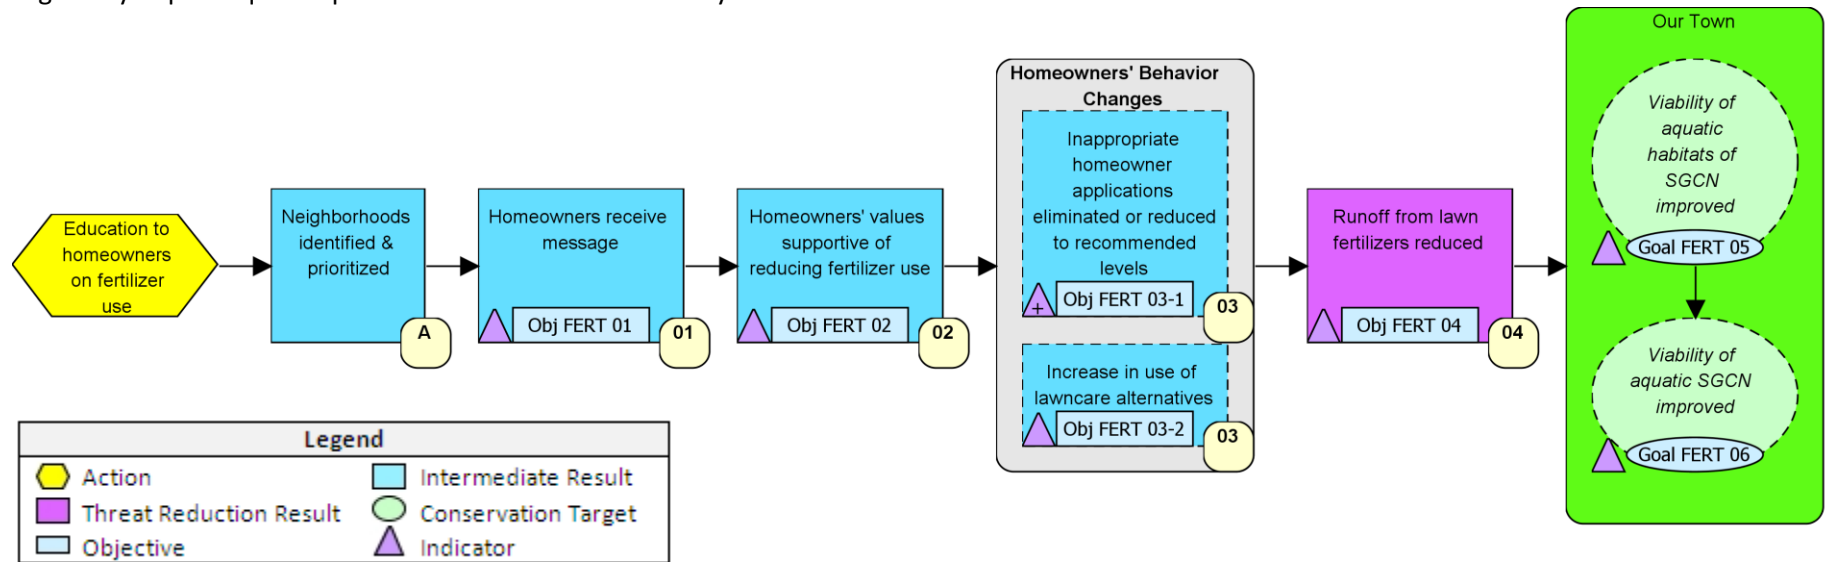 Our Town
Homeowners' Behavior
Changes
Education to
homeowners
on fertilizer
use
Neighborhoods
identified &
prioritized
A
Homeowners receive
message
Obj FERT 01
01
Homeowners' values
supportive of
reducing fertilizer use
Obj FERT 02
02
Inappropriate
homeowner
applications
eliminated or reduced
to recommended
levels
+
Obj FERT 03-1
03
Increase in use of
lawncare alternatives
Obj FERT 03-2
03
Runoff from lawn
fertilizers reduced
Obj FERT 04
04
Viability of
aquatic
habitats of
SGCN
improved
Goal FERT 05
Viability of
aquatic SGCN
improved
Goal FERT 06
Legend
Action
Intermediate Result
Threat Reduction Result
Conservation Target
Objective
Indicator